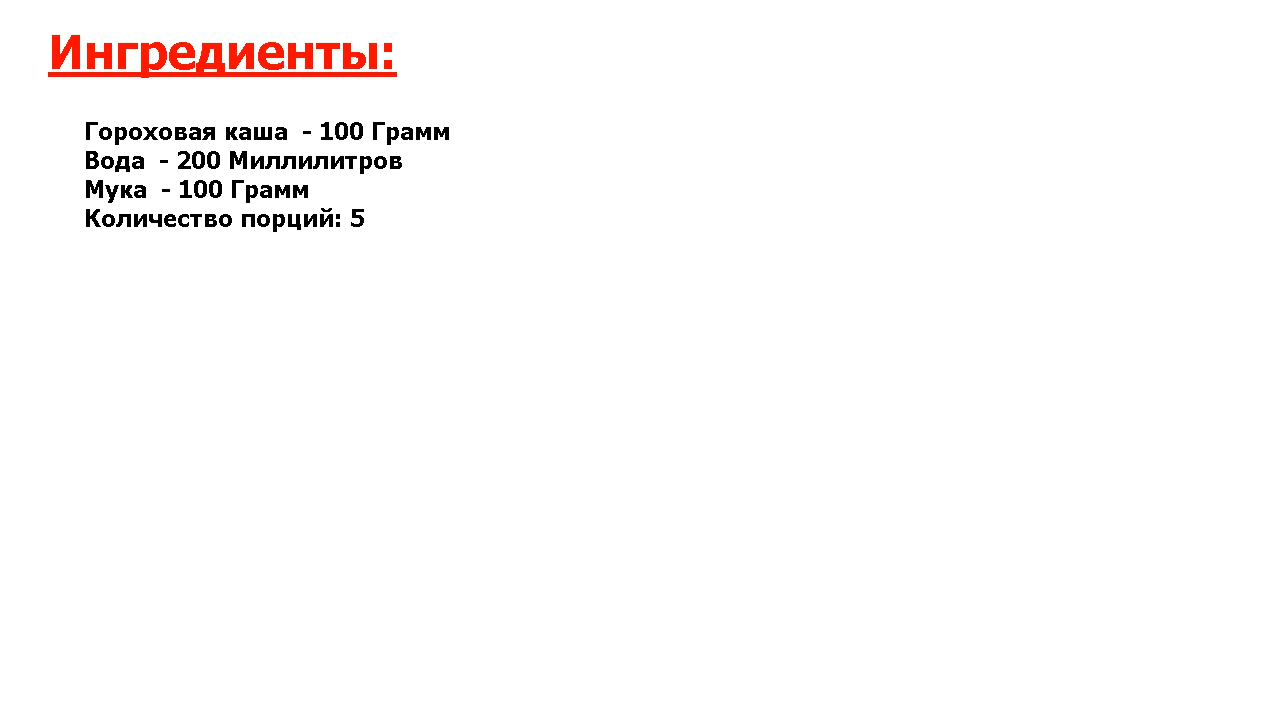 Ингредиенты:
Гороховая каша  - 100 Грамм
Вода  - 200 Миллилитров
Мука  - 100 Грамм
Количество порций: 5